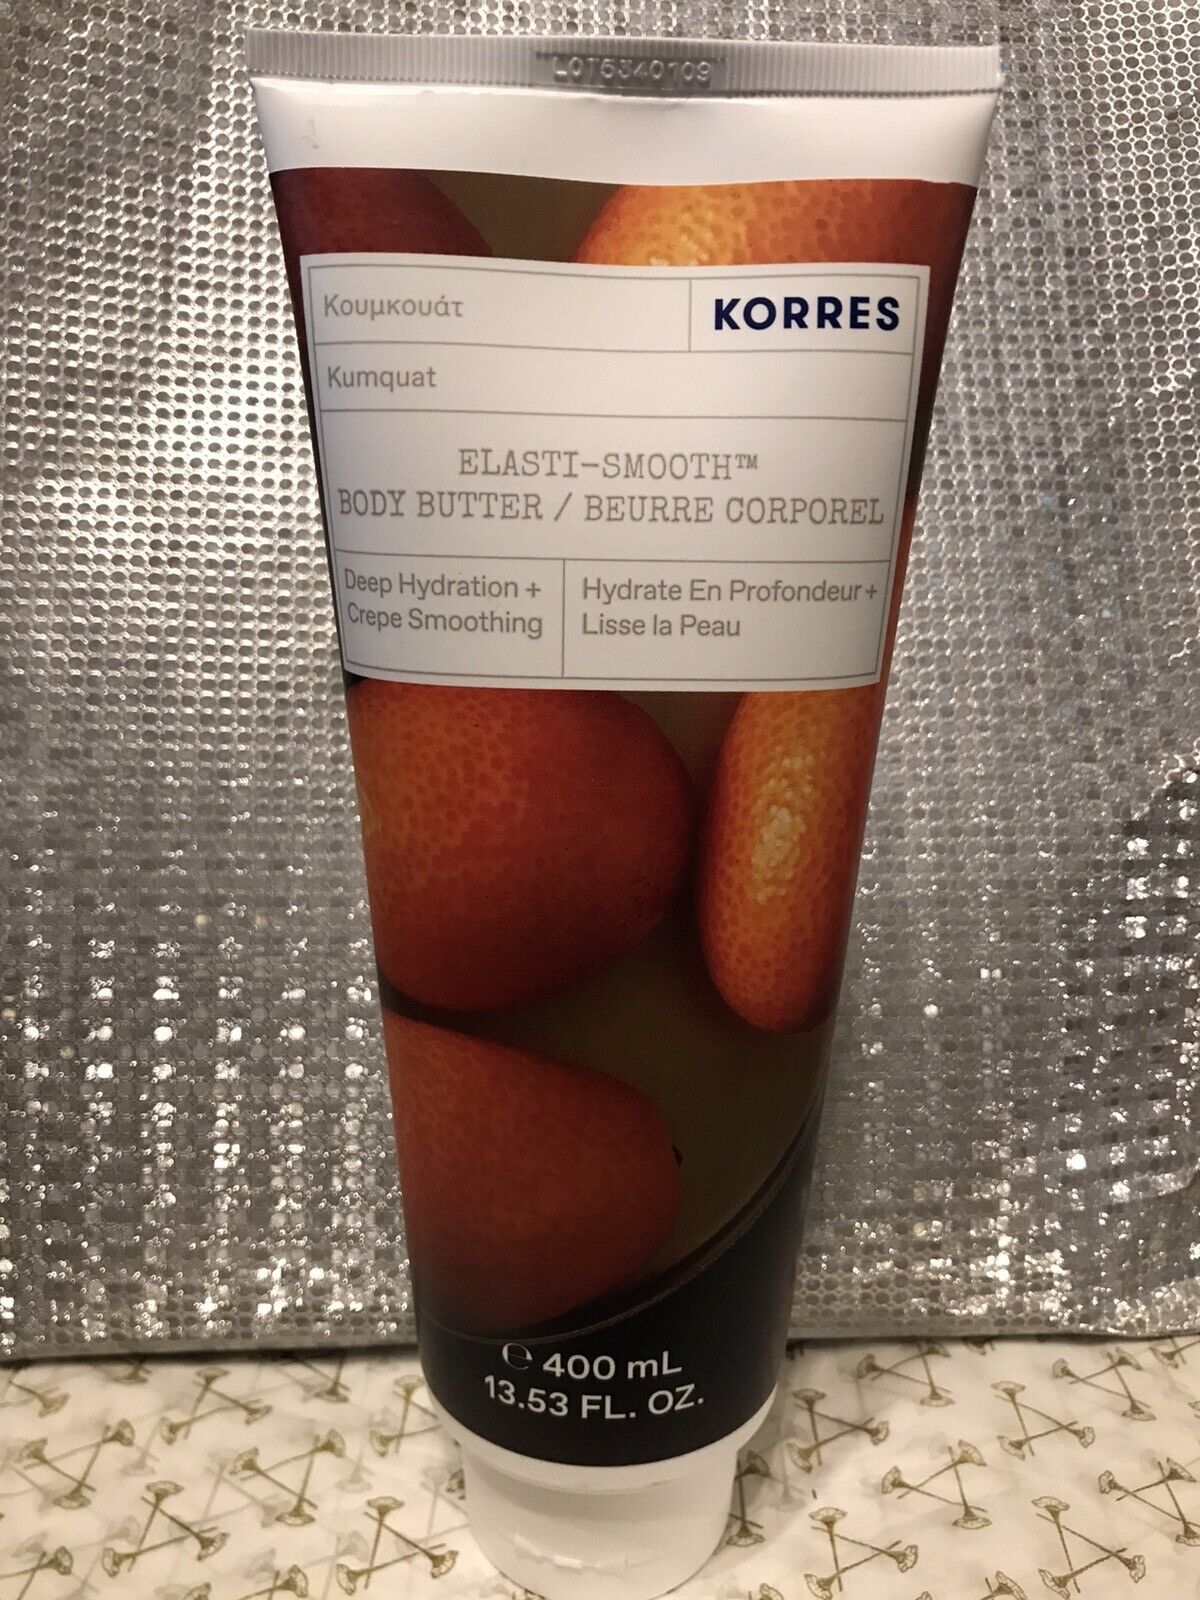 LOT6340109
Κουμκουάτ
KORRES
Kumquat
ELASTI-SMOOTH™
BODY BUTTER / BEURRE CORPOREL
Deep Hydration +
Crepe Smoothing
Hydrate En Profondeur +
Lisse la Peau
℮ 400 mL
13.53 FL. OZ.